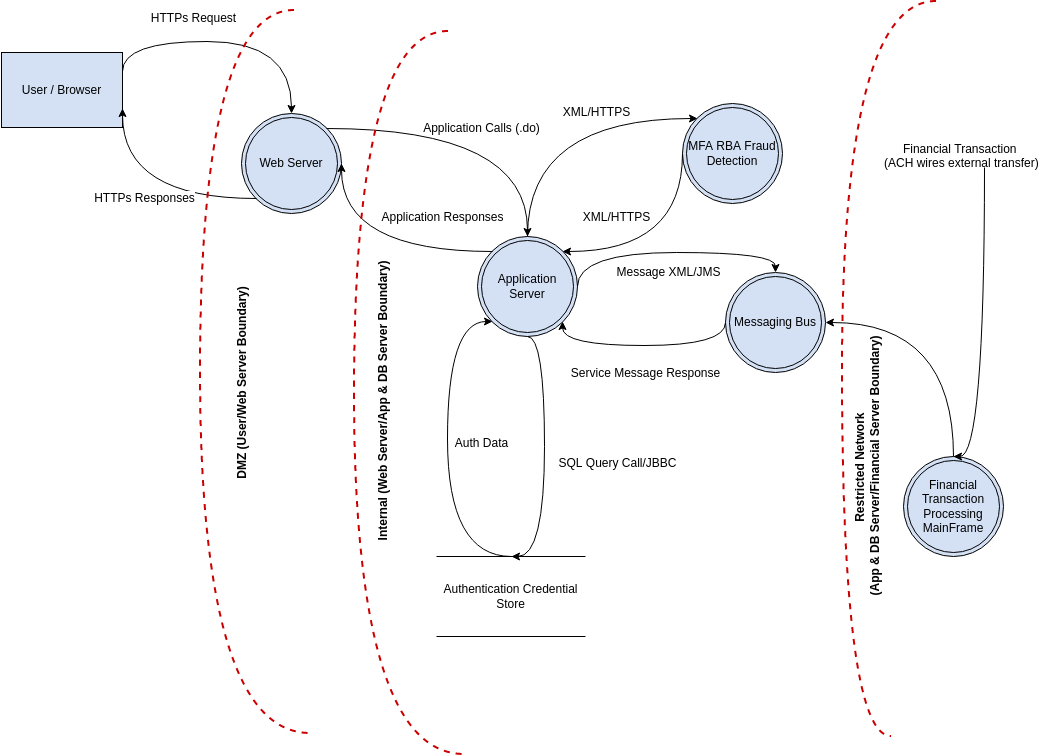 HTTPs Request
User / Browser
HTTPs Responses
Web Server
Application Calls (.do)
Application Responses
XML/HTTPS
MFA RBA Fraud
Detection
XML/HTTPS
Financial Transaction
(ACH wires external transfer)
Application
Server
Message XML/JMS
Messaging Bus
Service Message Response
DMZ (User/Web Server Boundary)
Internal (Web Server/App & DB Server Boundary)
Restricted Network
(App & DB Server/Financial Server Boundary)
Auth Data
SQL Query Call/JBBC
Financial
Transaction
Processing
MainFrame
Authentication Credential
Store